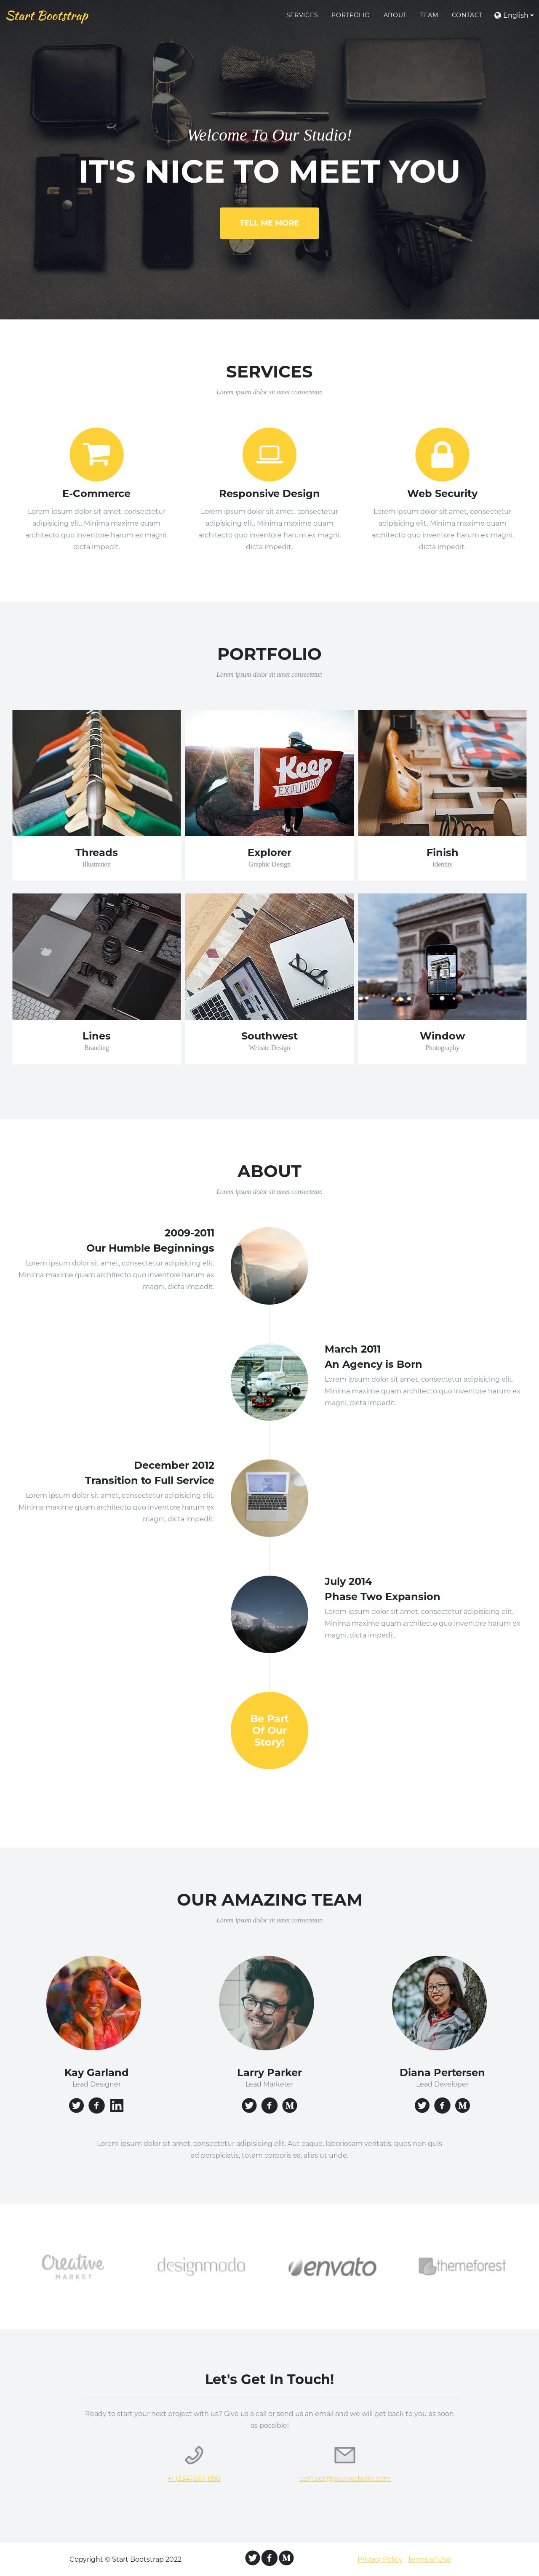 Start Bootstrap
SERVICES PORTFOLIO ABOUT TEAM CONTACT English
Welcome To Our Studio!
IT'S NICE TO MEET YOU
TELL ME MORE
SERVICES
Lorem ipsum dolor sit amet consectetur.
E-Commerce
Lorem ipsum dolor sit amet, consectetur
adipisicing elit. Minima maxime quam
architecto quo inventore harum ex magni,
dicta impedit.
Responsive Design
Lorem ipsum dolor sit amet, consectetur
adipisicing elit. Minima maxime quam
architecto quo inventore harum ex magni,
dicta impedit.
Web Security
Lorem ipsum dolor sit amet, consectetur
adipisicing elit. Minima maxime quam
architecto quo inventore harum ex magni,
dicta impedit.
PORTFOLIO
Lorem ipsum dolor sit amet consectetur.
Keep
EXPLORING
Threads
Illustration
Explorer
Graphic Design
Finish
Identity
Lines
Branding
Southwest
Website Design
Window
Photography
ABOUT
Lorem ipsum dolor sit amet consectetur.
2009-2011
Our Humble Beginnings
Lorem ipsum dolor sit amet, consectetur adipisicing elit.
Minima maxime quam architecto quo inventore harum ex
magni, dicta impedit.
March 2011
An Agency is Born
Lorem ipsum dolor sit amet, consectetur adipisicing elit.
Minima maxime quam architecto quo inventore harum ex
magni, dicta impedit.
December 2012
Transition to Full Service
Lorem ipsum dolor sit amet, consectetur adipisicing elit.
Minima maxime quam architecto quo inventore harum ex
magni, dicta impedit.
July 2014
Phase Two Expansion
Lorem ipsum dolor sit amet, consectetur adipisicing elit.
Minima maxime quam architecto quo inventore harum ex
magni, dicta impedit.
Be Part
Of Our
Story!
OUR AMAZING TEAM
Lorem ipsum dolor sit amet consectetur.
Kay Garland
Lead Designer
Larry Parker
Lead Marketer
Diana Pertersen
Lead Developer
Lorem ipsum dolor sit amet, consectetur adipisicing elit. Aut eaque, laboriosam veritatis, quos non quis
ad perspiciatis, totam corporis ea, alias ut unde.
Creative
MARKET
designmodo
envato
themeforest
Let's Get In Touch!
Ready to start your next project with us? Give us a call or send us an email and we will get back to you as soon
as possible!
+1 (234) 567-890
contact@yourwebsite.com
Copyright © Start Bootstrap 2022
Privacy Policy Terms of Use